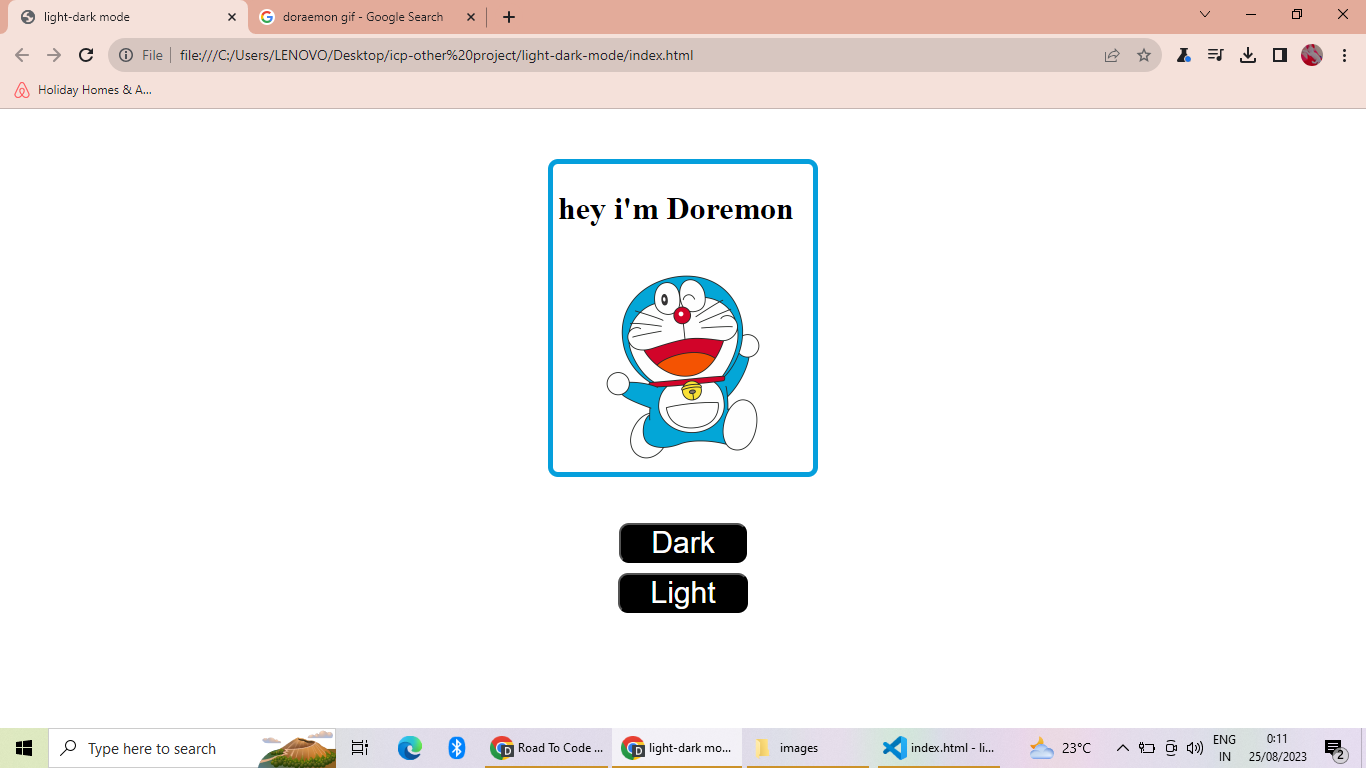 light-dark mode
doraemon gif - Google Search
File
file:///C:/Users/LENOVO/Desktop/icp-other%20project/light-dark-mode/index.html
Holiday Homes & A...
hey i'm Doremon
Dark
Light
Type here to search
Road To Code ...
light-dark mo...
images
index.html - li...
23°C
ENG
IN
0:11
25/08/2023
2